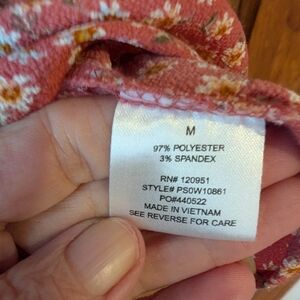 M
97% POLYESTER
3% SPANDEX
RN# 120951
STYLE# PS0W10861
PO#440522
MADE IN VIETNAM
SEE REVERSE FOR CARE